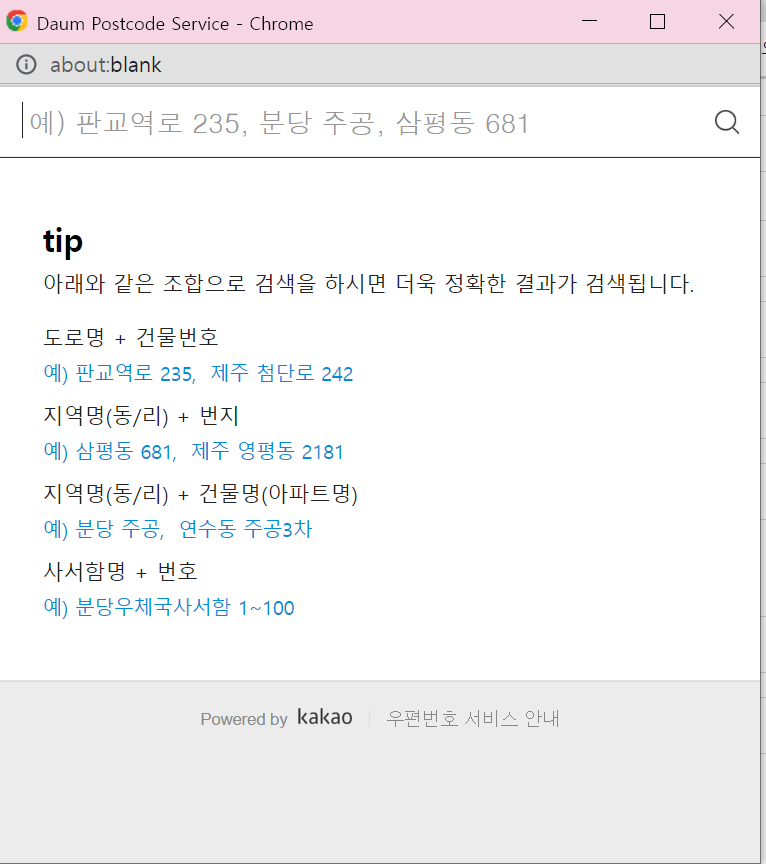 Daum Postcode Service - Chrome
about:blank
예) 판교역로 235, 분당 주공, 삼평동 681
tip
아래와 같은 조합으로 검색을 하시면 더욱 정확한 결과가 검색됩니다.
도로명 + 건물번호
예) 판교역로 235, 제주 첨단로 242
지역명(동/리) + 번지
예) 삼평동 681, 제주 영평동 2181
지역명(동/리) + 건물명(아파트명)
예) 분당 주공, 연수동 주공3차
사서함명 + 번호
예) 분당우체국사서함 1~100
Powered by kakao 우편번호 서비스 안내